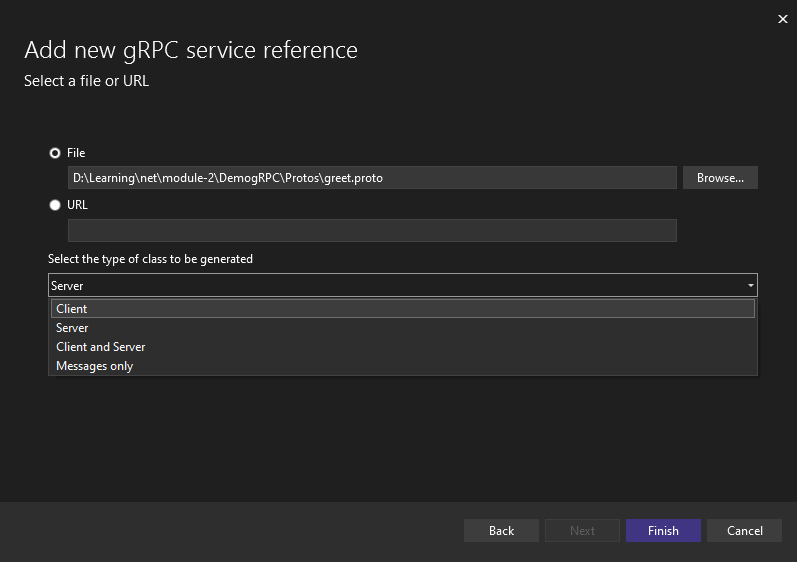 Add new gRPC service reference
Select a file or URL
File
D:\Learning\net\module-2\DemogRPC\Protos\greet.proto
Browse...
URL
Select the type of class to be generated
Server
Client
Server
Client and Server
Messages only
Back
Next
Finish
Cancel